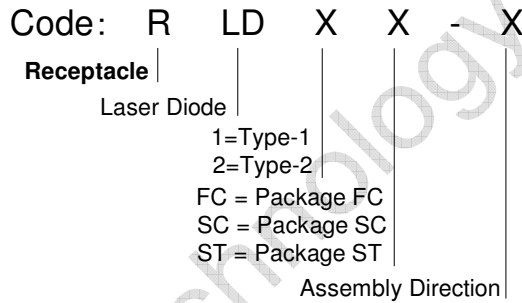 Code: R LD X X - X
Receptacle
Laser Diode
1=Type-1
2=Type-2
FC = Package FC
SC = Package SC
ST = Package ST
Assembly Direction